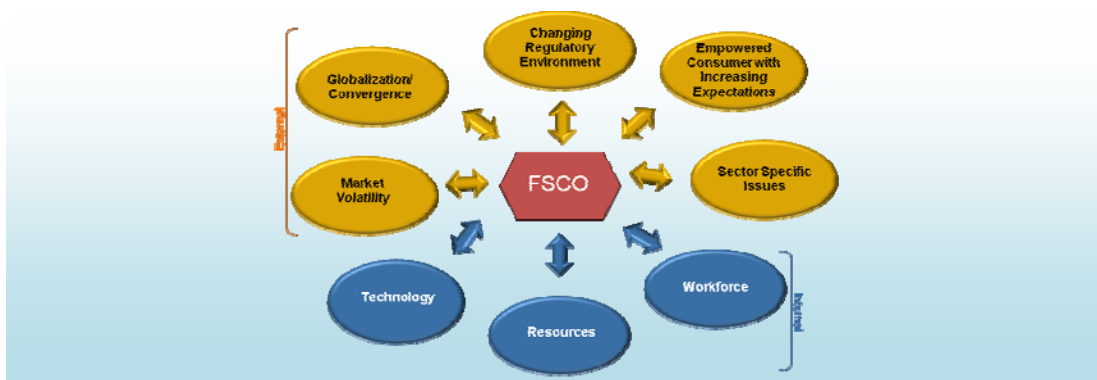 Changing
Regulatory
Environment
Empowered
Consumer with
Increasing
Expectations
Globalization/
Convergence
External
FSCO
Market
Volatility
Sector Specific
Issues
Technology
Workforce
Internal
Resources